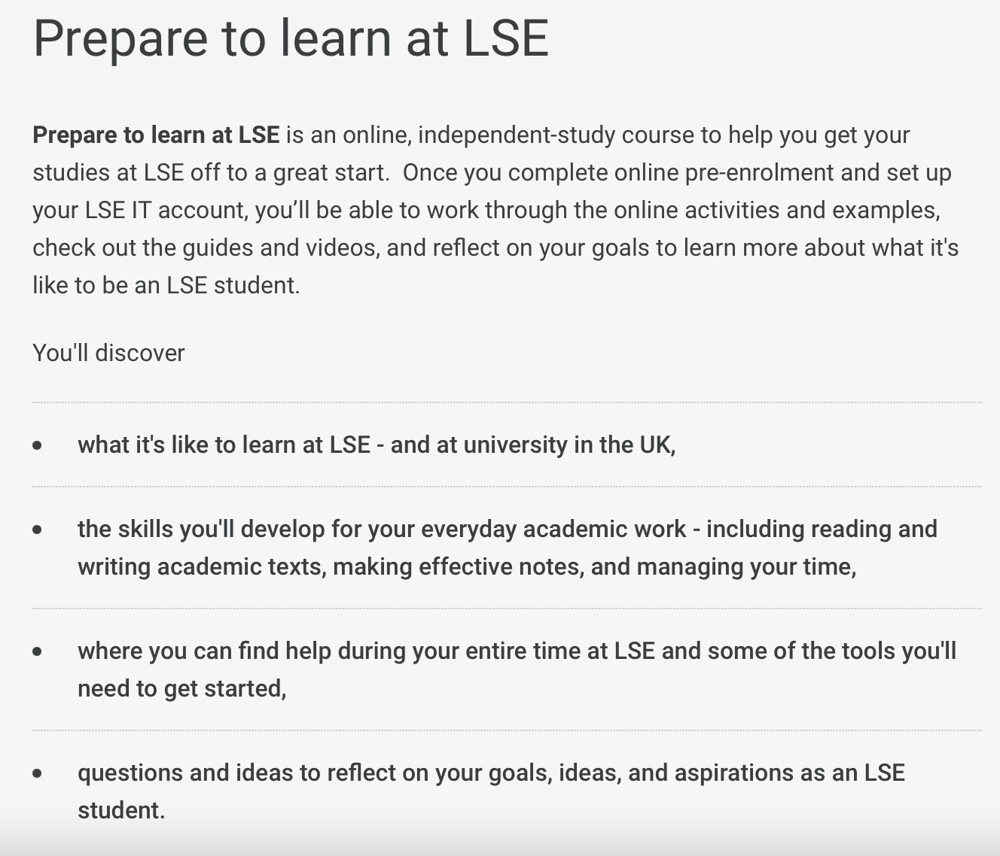 Prepare to learn at LSE
Prepare to learn at LSE is an online, independent-study course to help you get your
studies at LSE off to a great start.  Once you complete online pre-enrolment and set up
your LSE IT account, you’ll be able to work through the online activities and examples,
check out the guides and videos, and reflect on your goals to learn more about what it's
like to be an LSE student.
You'll discover
• what it's like to learn at LSE - and at university in the UK,
• the skills you'll develop for your everyday academic work - including reading and
writing academic texts, making effective notes, and managing your time,
• where you can find help during your entire time at LSE and some of the tools you'll
need to get started,
• questions and ideas to reflect on your goals, ideas, and aspirations as an LSE
student.